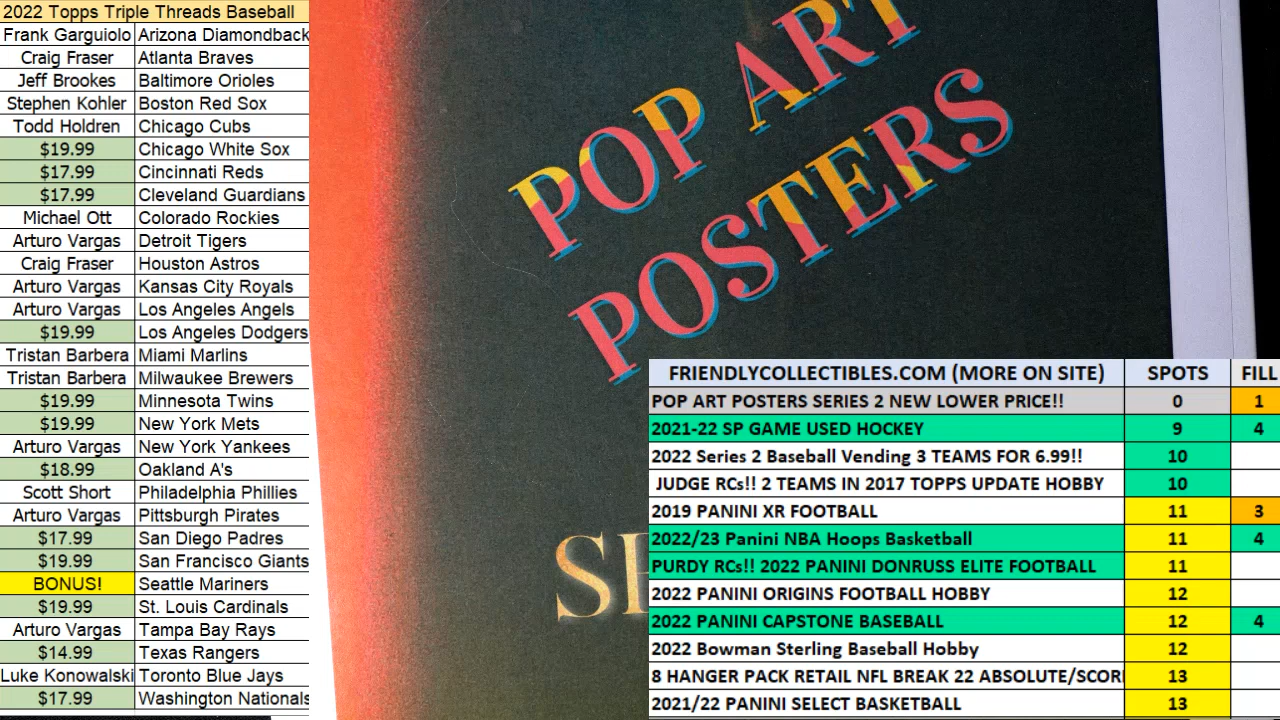 2022 Topps Triple Threads Baseball
Frank Garguiolo Arizona Diamondback
Craig Fraser Atlanta Braves
Jeff Brookes Baltimore Orioles
Stephen Kohler Boston Red Sox
Todd Holdren Chicago Cubs
$19.99 Chicago White Sox
$17.99 Cincinnati Reds
$17.99 Cleveland Guardians
Michael Ott Colorado Rockies
Arturo Vargas Detroit Tigers
Craig Fraser Houston Astros
Arturo Vargas Kansas City Royals
Arturo Vargas Los Angeles Angels
$19.99 Los Angeles Dodgers
Tristan Barbera Miami Marlins
Tristan Barbera Milwaukee Brewers
$19.99 Minnesota Twins
$19.99 New York Mets
Arturo Vargas New York Yankees
$18.99 Oakland A's
Scott Short Philadelphia Phillies
Arturo Vargas Pittsburgh Pirates
$17.99 San Diego Padres
$19.99 San Francisco Giants
BONUS! Seattle Mariners
$19.99 St. Louis Cardinals
Arturo Vargas Tampa Bay Rays
$14.99 Texas Rangers
Luke Konowalski Toronto Blue Jays
$17.99 Washington Nationals
POP ART
POSTERS
FRIENDLYCOLLECTIBLES.COM (MORE ON SITE) SPOTS FILL
POP ART POSTERS SERIES 2 NEW LOWER PRICE!! 0 1
2021-22 SP GAME USED HOCKEY 9 4
2022 Series 2 Baseball Vending 3 TEAMS FOR 6.99!! 10
JUDGE RCs!! 2 TEAMS IN 2017 TOPPS UPDATE HOBBY 10
2019 PANINI XR FOOTBALL 11 3
2022/23 Panini NBA Hoops Basketball 11 4
PURDY RCs!! 2022 PANINI DONRUSS ELITE FOOTBALL 11
2022 PANINI ORIGINS FOOTBALL HOBBY 12
2022 PANINI CAPSTONE BASEBALL 12 4
2022 Bowman Sterling Baseball Hobby 12
8 HANGER PACK RETAIL NFL BREAK 22 ABSOLUTE/SCORE 13
2021/22 PANINI SELECT BASKETBALL 13